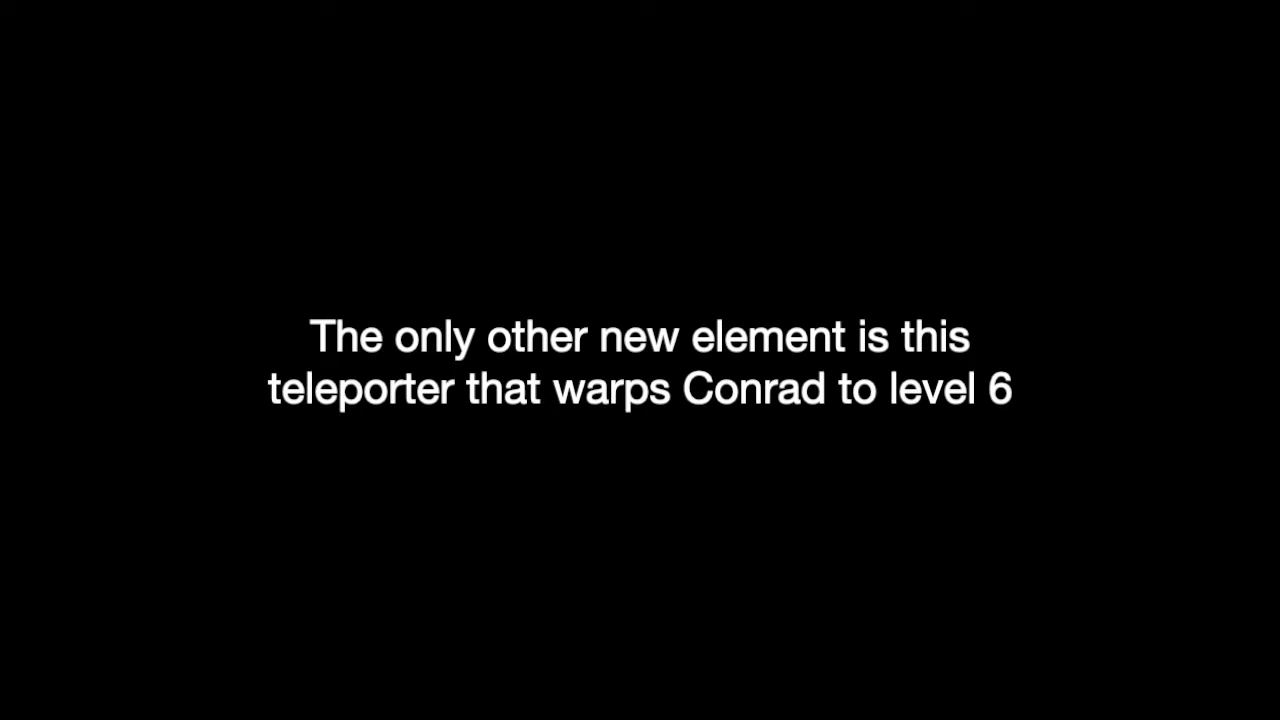 The only other new element is this
teleporter that warps Conrad to level 6